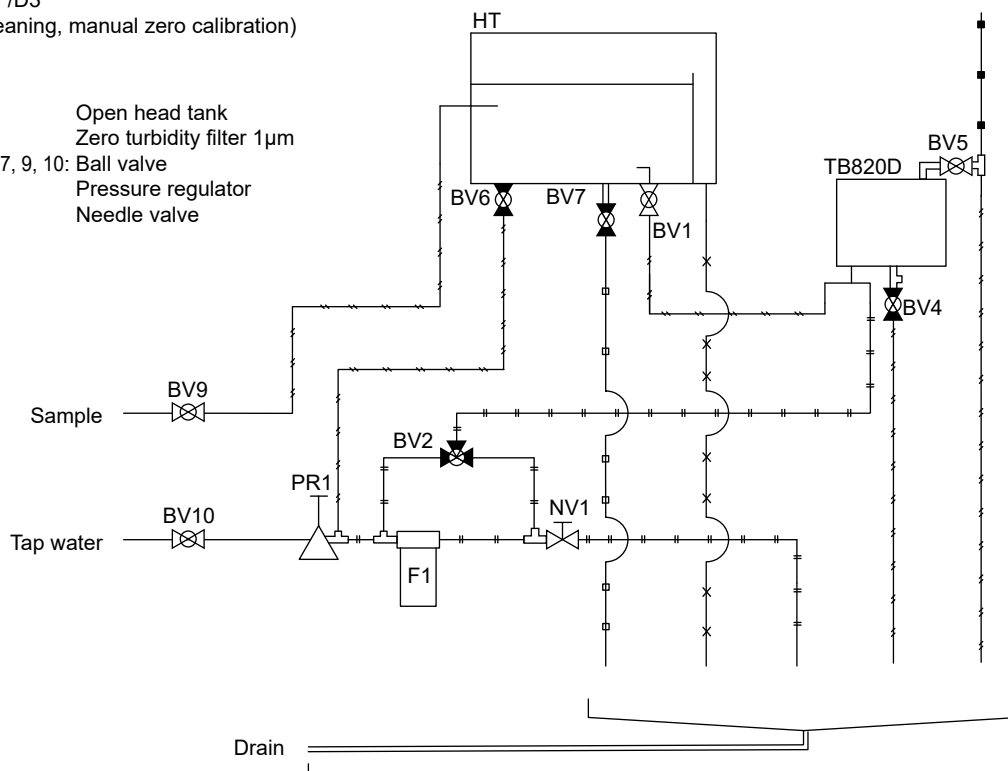 /D3
eaning, manual zero calibration)
HT
Open head tank
Zero turbidity filter 1µm
7, 9, 10: Ball valve
Pressure regulator
Needle valve
BV5
TB820D
BV6
BV7
BV1
BV4
BV9
Sample
BV2
PR1
NV1
BV10
Tap water
F1
Drain